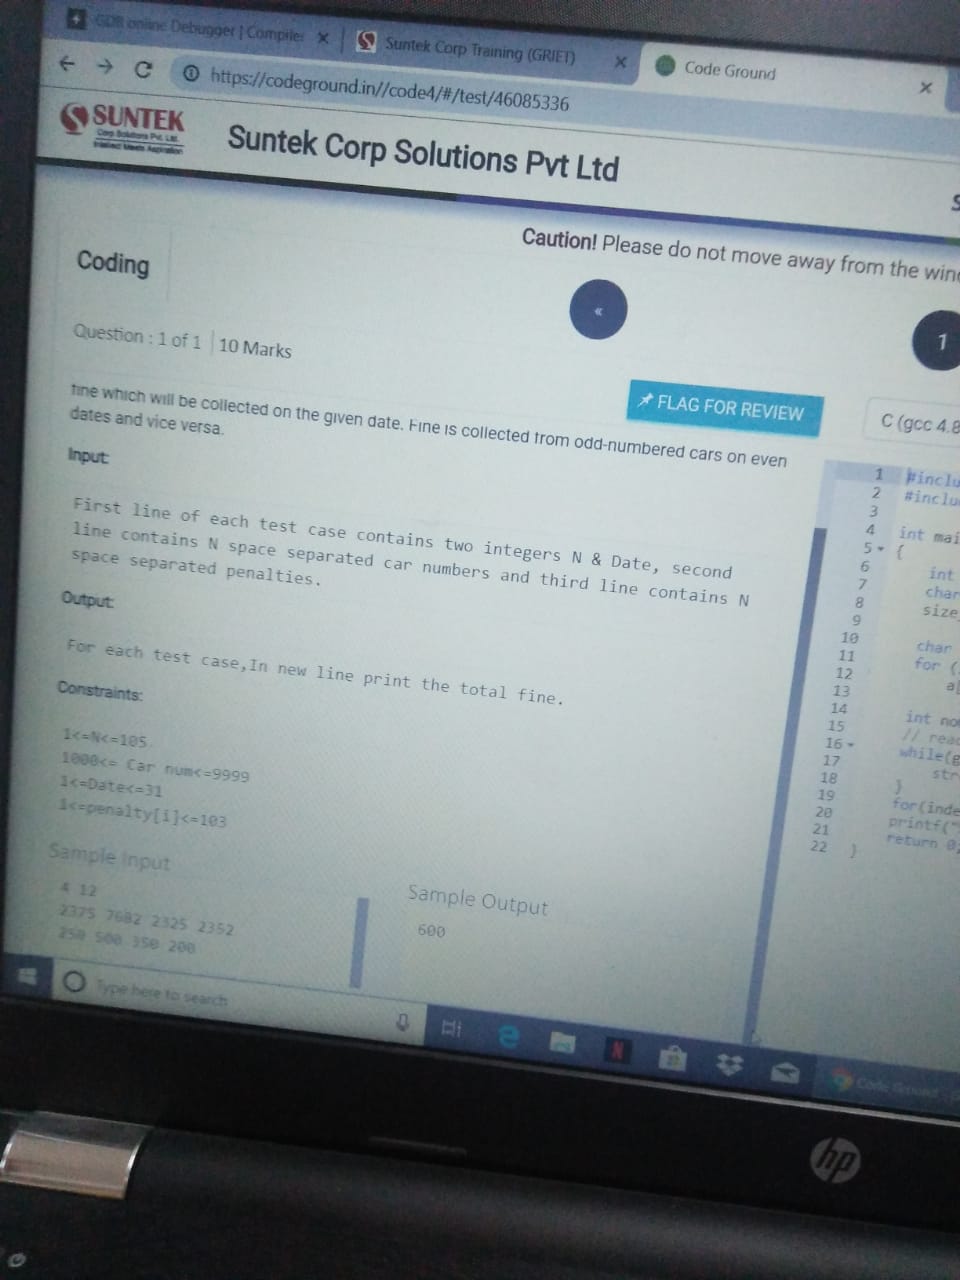 GDB online Debugger | Compiler
Suntek Corp Training (GRIET)
Code Ground
https://codeground.in//code4/#/test/46085336
SUNTEK
Corp Solutions Pvt. Ltd.
Intellect Meets Aspiration
Suntek Corp Solutions Pvt Ltd
S
Caution! Please do not move away from the wind
Coding
«
1
Question : 1 of 1 | 10 Marks
FLAG FOR REVIEW
C (gcc 4.8
fine which will be collected on the given date. Fine is collected from odd-numbered cars on even
dates and vice versa.
Input:
First line of each test case contains two integers N & Date, second
line contains N space separated car numbers and third line contains N
space separated penalties.
Output:
For each test case,In new line print the total fine.
Constraints:
1<=N<=105
1000<= Car num<=9999
1<=Date<=31
1<=penalty[i]<=103
Sample Input
4 12
2375 7682 2325 2352
250 500 350 200
Sample Output
600
1 #inclu
2 #inclu
3
4 int mai
5 {
6 int
7 char
8 size_
9
10 char
11 for (
12 a[
13
14 int nol
15 // read
16 while(g
17 str
18 }
19 for(inde
20 printf("
21 return 0;
22 }
Type here to search
N
Code Ground
hp